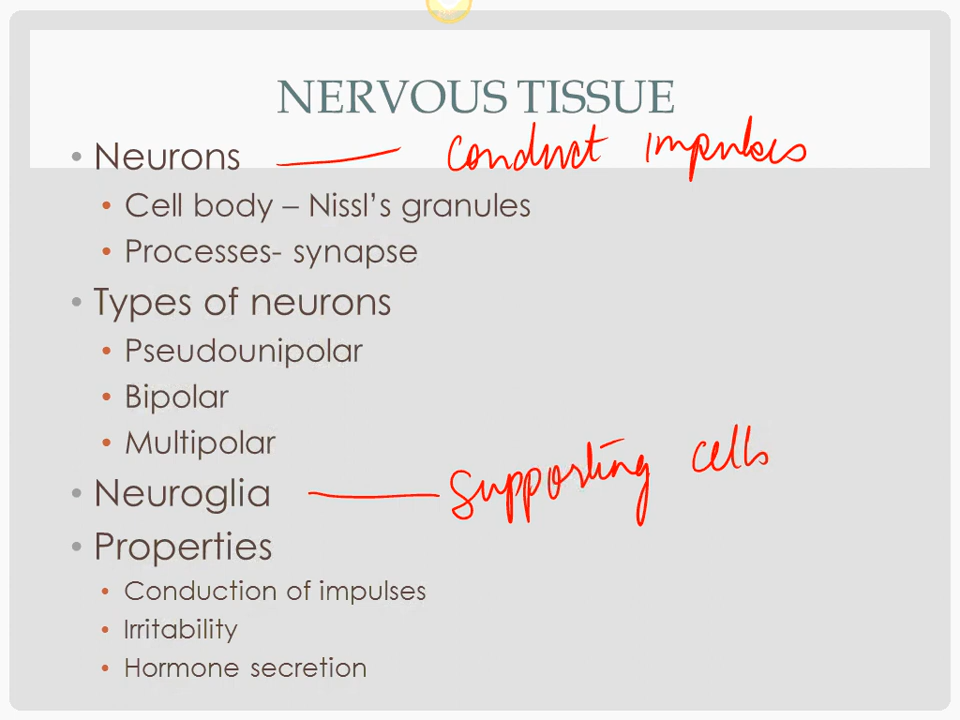 NERVOUS TISSUE
• Neurons — conduct impulses
• Cell body – Nissl's granules
• Processes- synapse
• Types of neurons
• Pseudounipolar
• Bipolar
• Multipolar
• Neuroglia — supporting cells
• Properties
• Conduction of impulses
• Irritability
• Hormone secretion